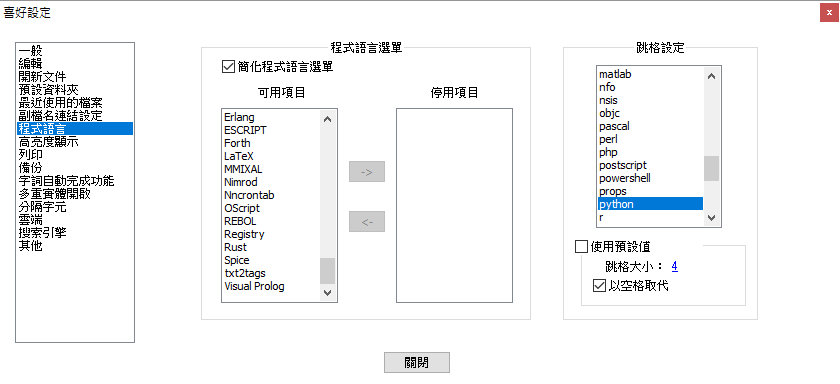 喜好設定
x
一般
編輯
開新文件
預設資料夾
最近使用的檔案
副檔名連結設定
程式語言
高亮度顯示
列印
備份
字詞自動完成功能
多重實體開啟
分隔字元
雲端
搜索引擎
其他
程式語言選單
簡化程式語言選單
可用項目
Erlang
ESCRIPT
Forth
LaTeX
MMIXAL
Nimrod
Nncrontab
OScript
REBOL
Registry
Rust
Spice
txt2tags
Visual Prolog
->
<-
停用項目
跳格設定
matlab
nfo
nsis
objc
pascal
perl
php
postscript
powershell
props
python
r
使用預設值
跳格大小： 4
以空格取代
關閉